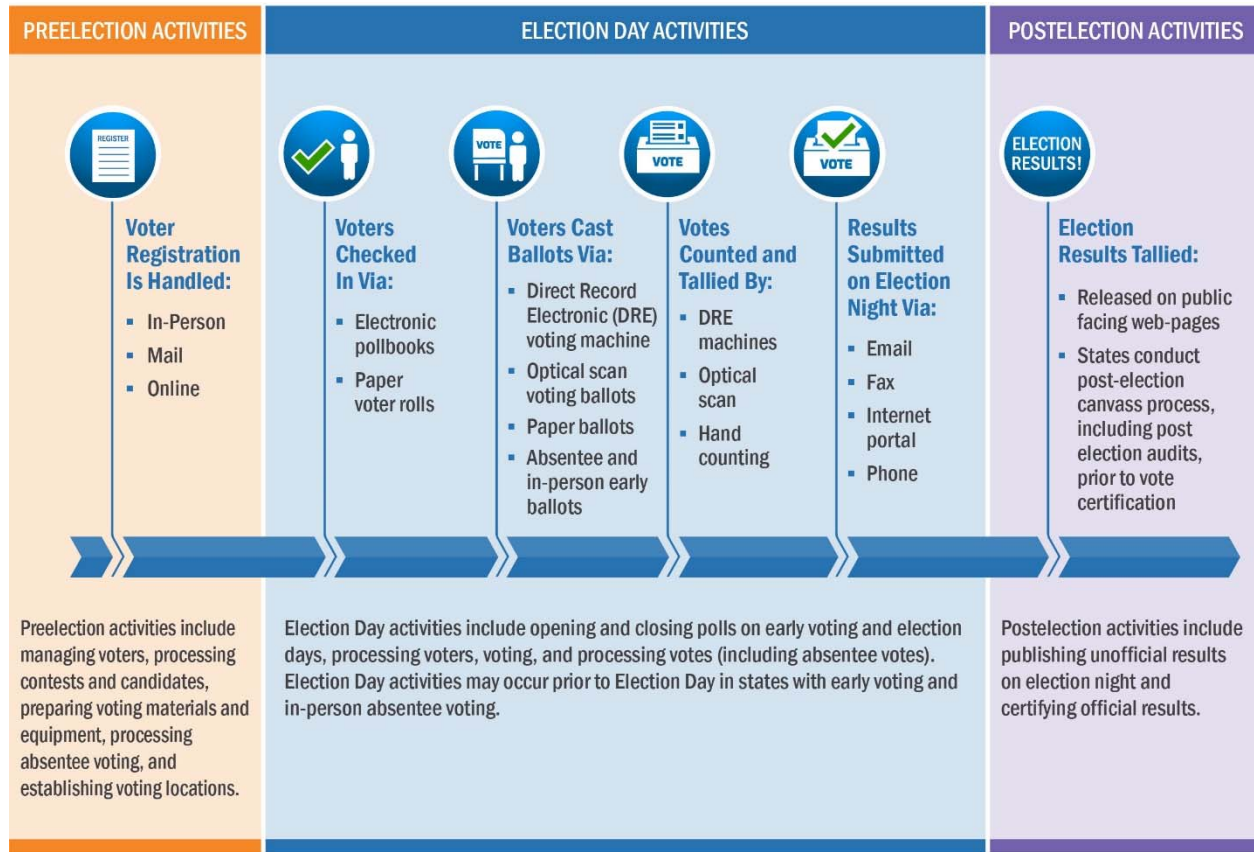 PREELECTION ACTIVITIES
ELECTION DAY ACTIVITIES
POSTELECTION ACTIVITIES
REGISTER
VOTE
VOTE
VOTE
ELECTION
RESULTS!
Voter
Registration
Is Handled:
▪ In-Person
▪ Mail
▪ Online
Voters
Checked
In Via:
▪ Electronic
pollbooks
▪ Paper
voter rolls
Voters Cast
Ballots Via:
▪ Direct Record
Electronic (DRE)
voting machine
▪ Optical scan
voting ballots
▪ Paper ballots
▪ Absentee and
in-person early
ballots
Votes
Counted and
Tallied By:
▪ DRE
machines
▪ Optical
scan
▪ Hand
counting
Results
Submitted
on Election
Night Via:
▪ Email
▪ Fax
▪ Internet
portal
▪ Phone
Election
Results Tallied:
▪ Released on public
facing web-pages
▪ States conduct
post-election
canvass process,
including post
election audits,
prior to vote
certification
Preelection activities include
managing voters, processing
contests and candidates,
preparing voting materials and
equipment, processing
absentee voting, and
establishing voting locations.
Election Day activities include opening and closing polls on early voting and election
days, processing voters, voting, and processing votes (including absentee votes).
Election Day activities may occur prior to Election Day in states with early voting and
in-person absentee voting.
Postelection activities include
publishing unofficial results
on election night and
certifying official results.